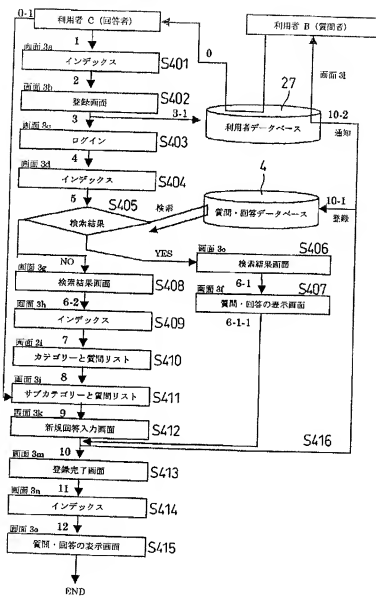 0-1
利用者 C (回答者)
利用者 B (質問者)
1
0
画面 3l
画面 3a
インデックス
S401
2
画面 3b
登録画面
S402
27
10-2
3
3-1
通知
画面 3c
ログイン
S403
利用者データベース
4
画面 3d
インデックス
S404
4
5
S405
検索
10-1
検索結果
質問・回答データベース
登録
YES
S406
NO
画面 3e
検索結果画面
画面 3g
検索結果画面
S408
6-1
S407
6-2
画面 3f
質問・回答の表示画面
画面 3h
インデックス
S409
6-1-1
7
画面 2i
カテゴリーと質問リスト
S410
8
画面 3j
サブカテゴリーと質問リスト
S411
9
画面 3k
新規回答入力画面
S412
S416
10
画面 3m
登録完了画面
S413
11
画面 3n
インデックス
S414
12
画面 3o
質問・回答の表示画面
S415
END